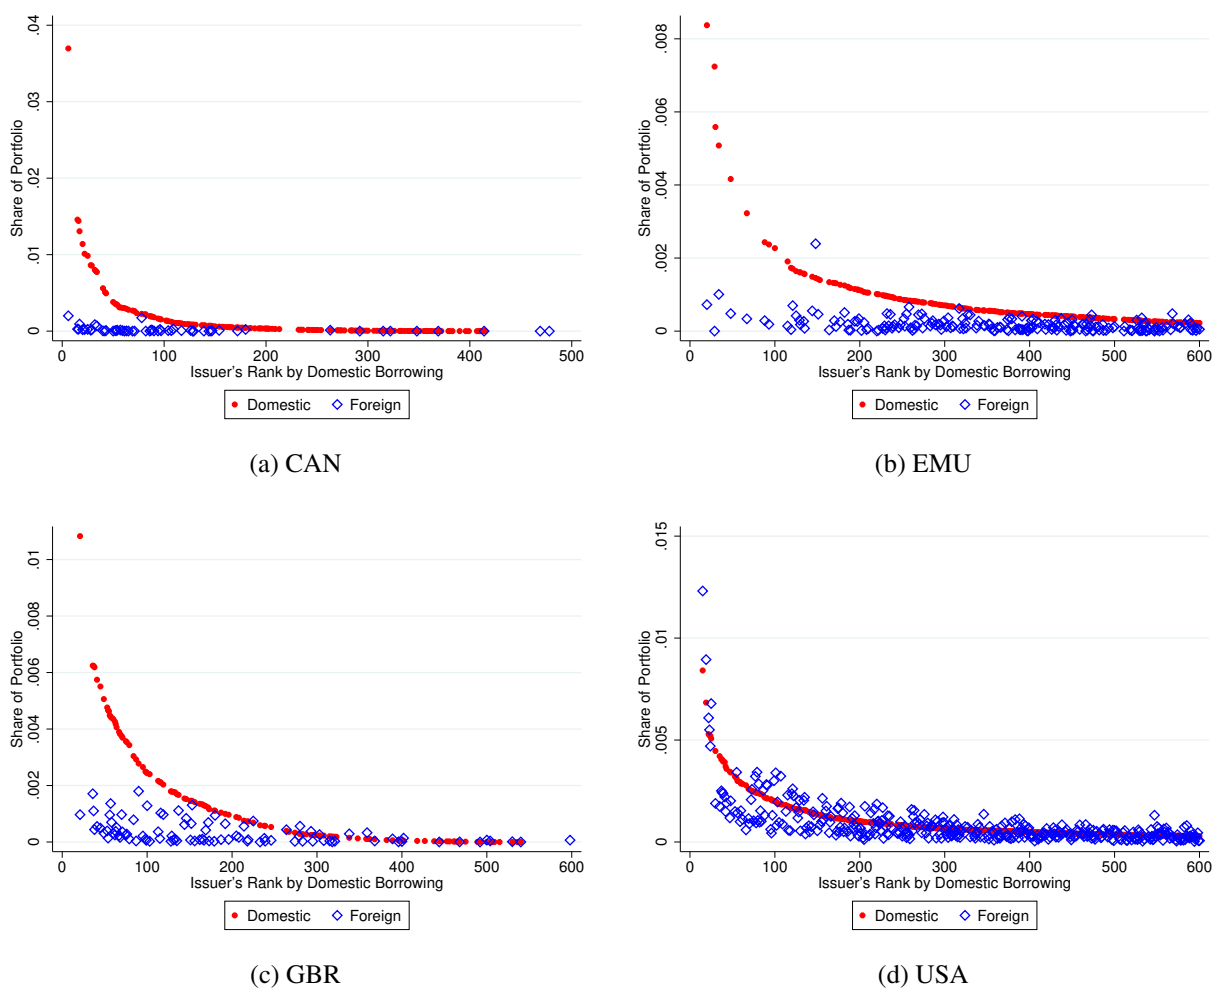 Share of Portfolio
0 .01 .02 .03 .04
0 100 200 300 400 500
Issuer's Rank by Domestic Borrowing
Domestic Foreign
(a) CAN
Share of Portfolio
0 .002 .004 .006 .008
0 100 200 300 400 500 600
Issuer's Rank by Domestic Borrowing
Domestic Foreign
(b) EMU
Share of Portfolio
0 .002 .004 .006 .008 .01
0 100 200 300 400 500 600
Issuer's Rank by Domestic Borrowing
Domestic Foreign
(c) GBR
Share of Portfolio
0 .005 .01 .015
0 100 200 300 400 500 600
Issuer's Rank by Domestic Borrowing
Domestic Foreign
(d) USA